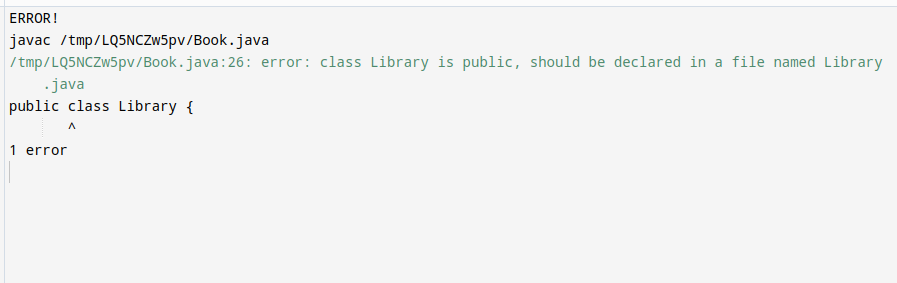 ERROR!
javac /tmp/LQ5NCZw5pv/Book.java
/tmp/LQ5NCZw5pv/Book.java:26: error: class Library is public, should be declared in a file named Library
.java
public class Library {
^
1 error